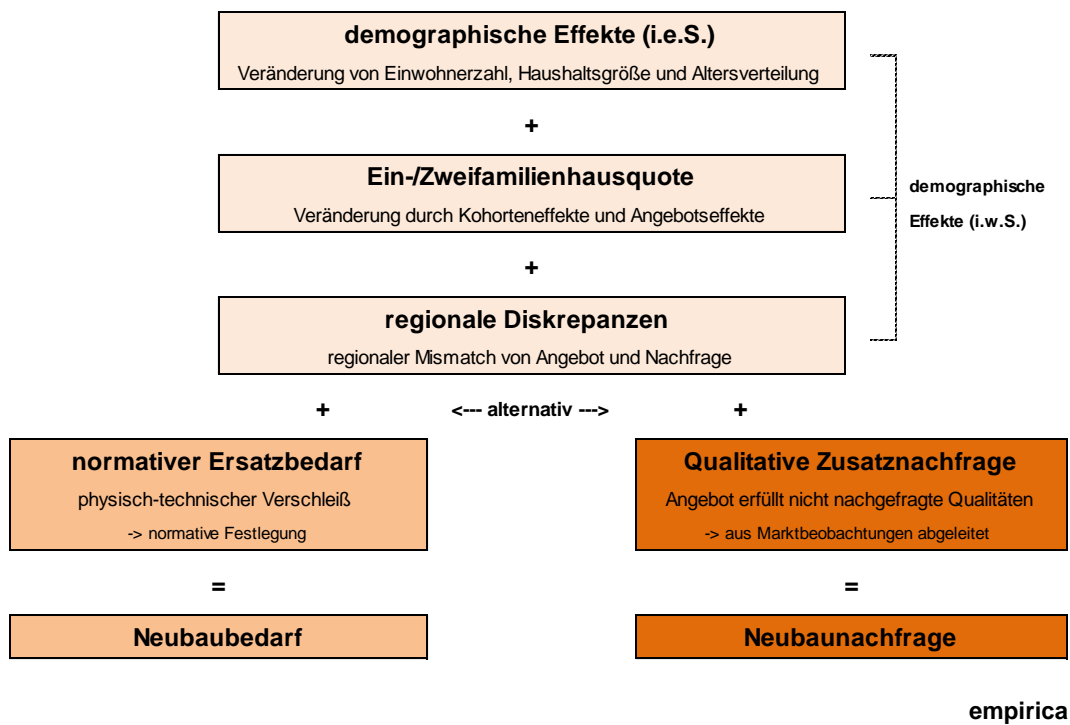 demographische Effekte (i.e.S.)
Veränderung von Einwohnerzahl, Haushaltsgröße und Altersverteilung
+
Ein-/Zweifamilienhausquote
Veränderung durch Kohorteneffekte und Angebotseffekte
demographische
Effekte (i.w.S.)
+
regionale Diskrepanzen
regionaler Mismatch von Angebot und Nachfrage
+ <--- alternativ ---> +
normativer Ersatzbedarf
physisch-technischer Verschleiß
-> normative Festlegung
Qualitative Zusatznachfrage
Angebot erfüllt nicht nachgefragte Qualitäten
-> aus Marktbeobachtungen abgeleitet
=
=
Neubaubedarf
Neubaunachfrage
empirica